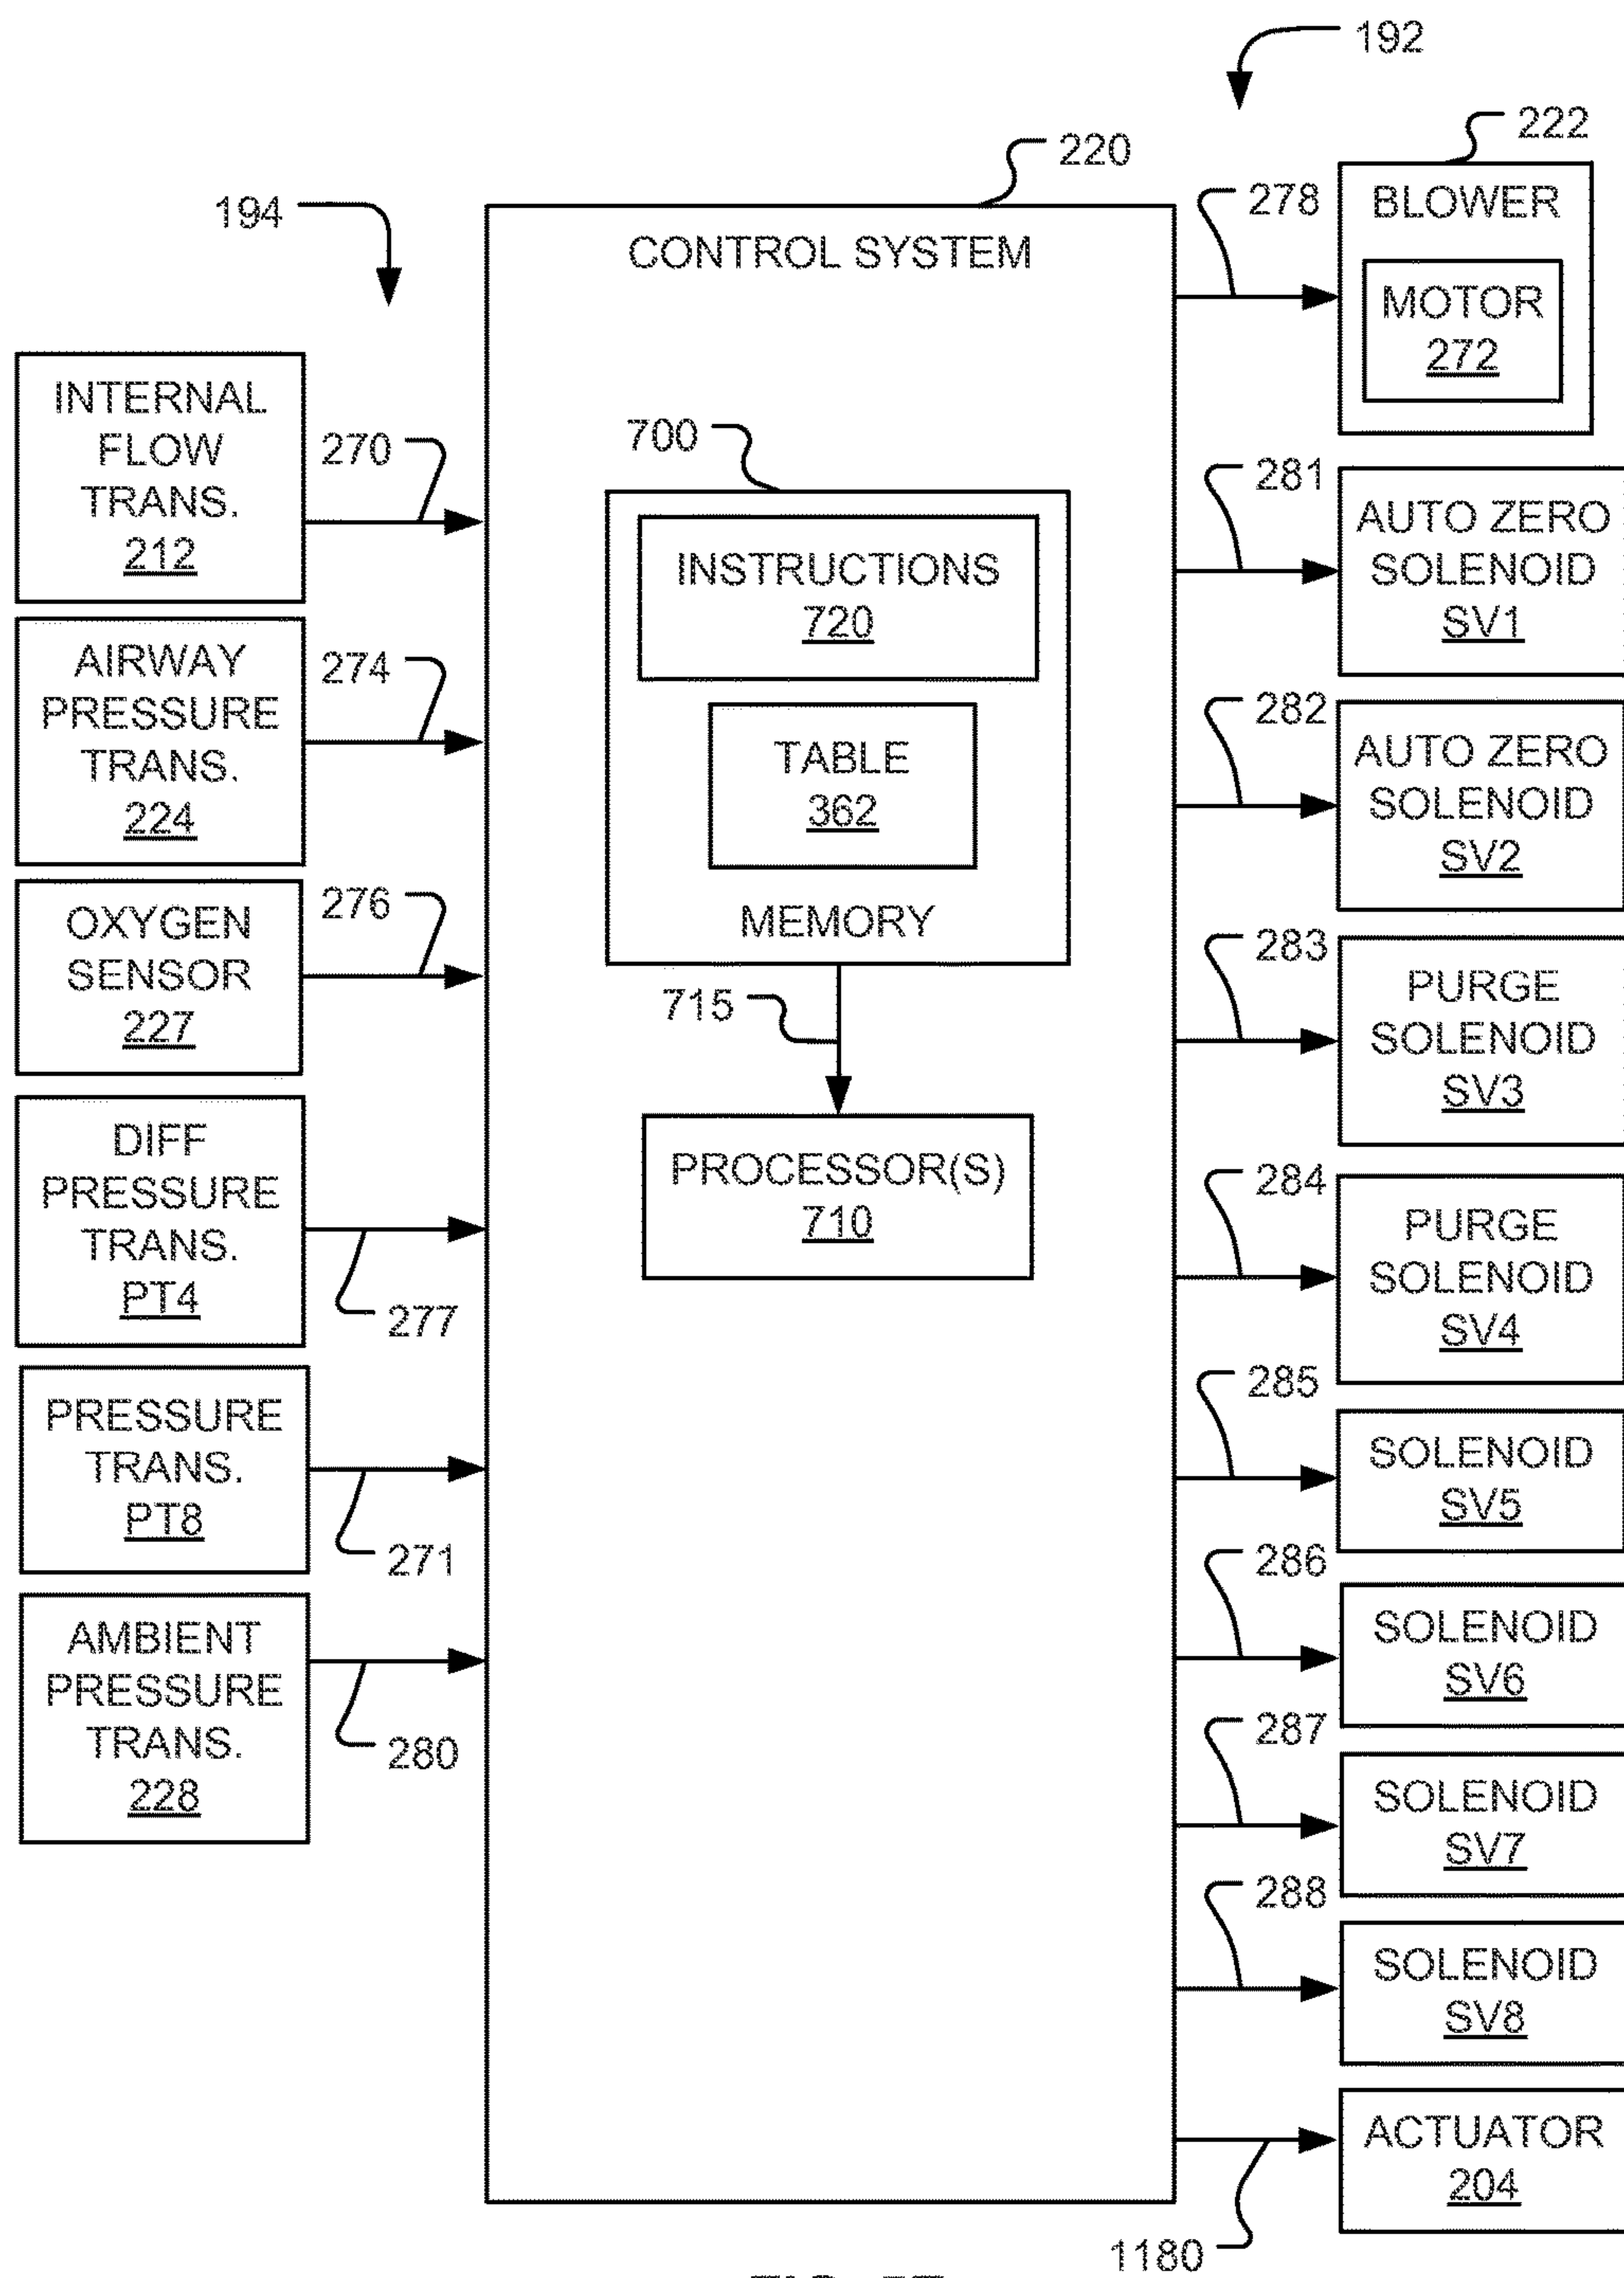 192
222
220
194
278
BLOWER
MOTOR
272
CONTROL SYSTEM
INTERNAL
FLOW
TRANS.
212
270
AIRWAY
PRESSURE
TRANS.
224
274
OXYGEN
SENSOR
227
276
DIFF
PRESSURE
TRANS.
PT4
277
PRESSURE
TRANS.
PT8
271
AMBIENT
PRESSURE
TRANS.
228
280
700
INSTRUCTIONS
720
TABLE
362
MEMORY
715
PROCESSOR(S)
710
281
AUTO ZERO
SOLENOID
SV1
282
AUTO ZERO
SOLENOID
SV2
283
PURGE
SOLENOID
SV3
284
PURGE
SOLENOID
SV4
285
SOLENOID
SV5
286
SOLENOID
SV6
287
SOLENOID
SV7
288
SOLENOID
SV8
ACTUATOR
204
1180